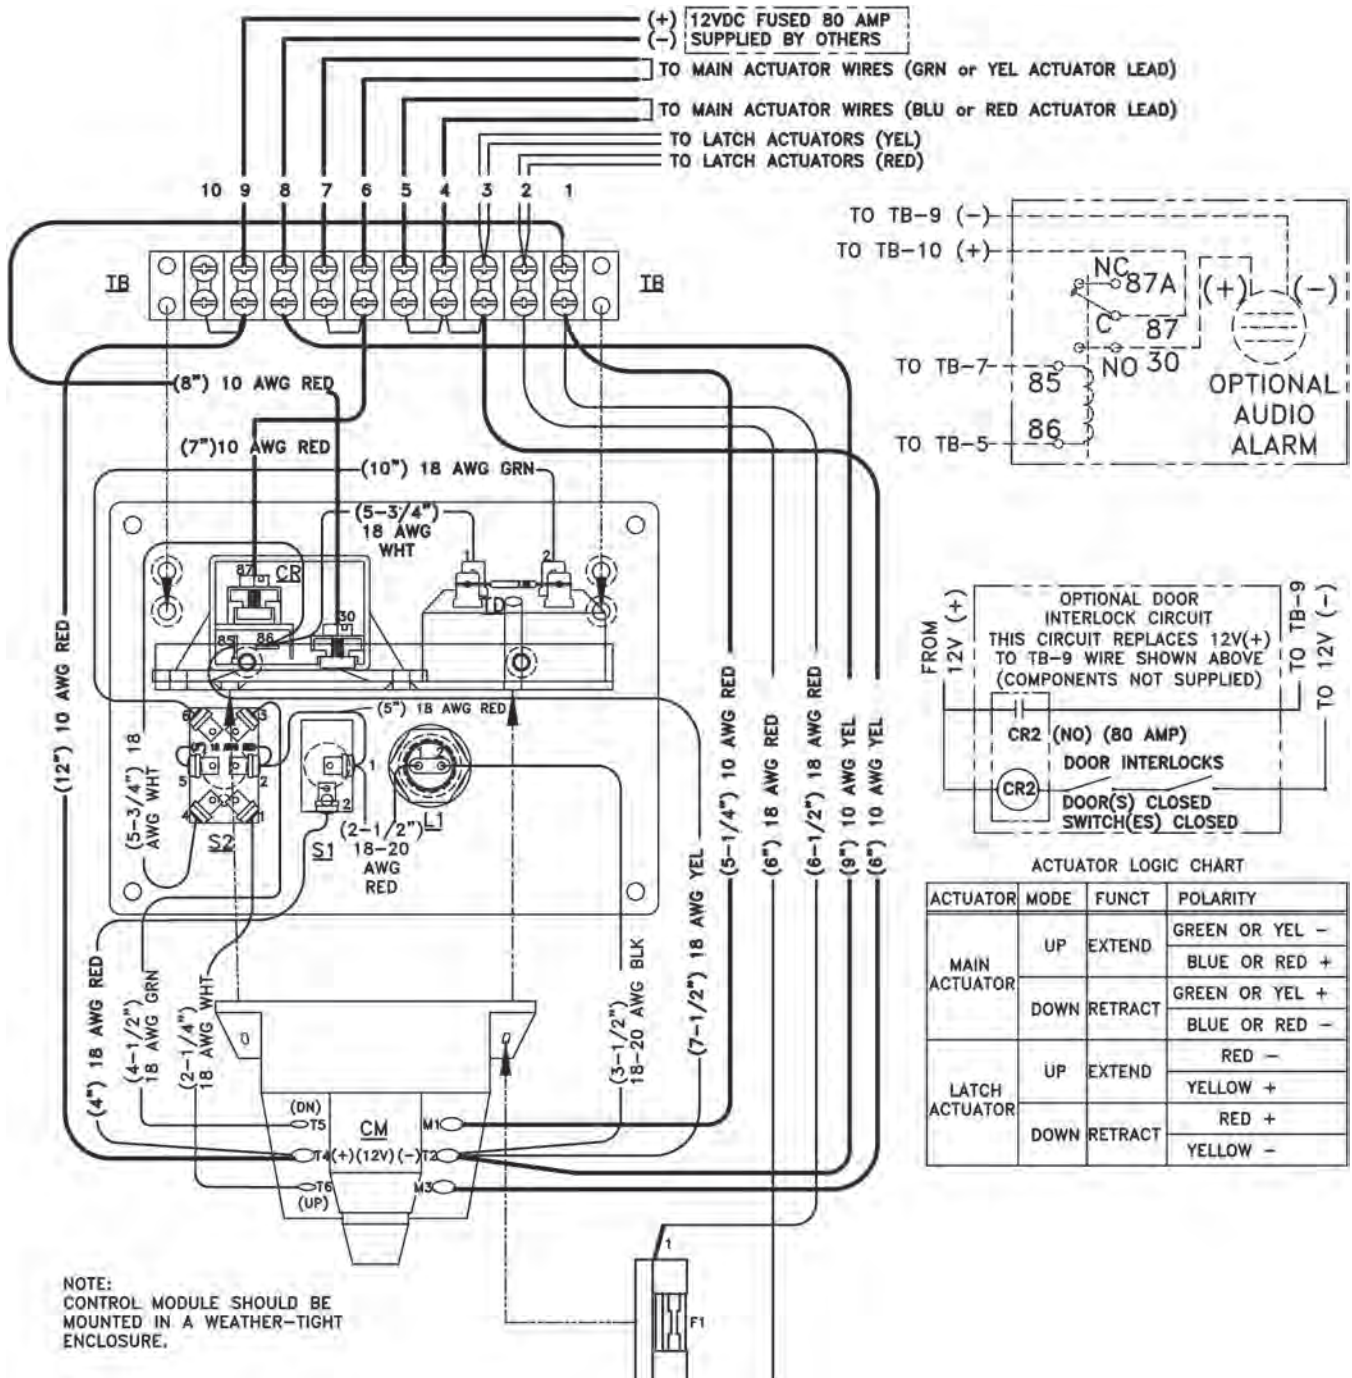 (+) 12VDC FUSED 80 AMP
(-) SUPPLIED BY OTHERS
TO MAIN ACTUATOR WIRES (GRN or YEL ACTUATOR LEAD)
TO MAIN ACTUATOR WIRES (BLU or RED ACTUATOR LEAD)
TO LATCH ACTUATORS (YEL)
TO LATCH ACTUATORS (RED)
10 9 8 7 6 5 4 3 2 1
TB
TB
TO TB-9 (-)
TO TB-10 (+)
NC
87A
(+)
(-)
C
87
NO 30
TO TB-7
85
86
TO TB-5
OPTIONAL
AUDIO
ALARM
(8") 10 AWG RED
(7")10 AWG RED
(10") 18 AWG GRN
(5-3/4")
18 AWG
WHT
1
2
87
CR
30
85
86
TD
(12") 10 AWG RED
(5-3/4") 18
AWG WHT
(5") 18 AWG RED
6
3
5
2
4
1
S2
1
2
S1
2
L1
(2-1/2")
18-20
AWG
RED
(5-1/4") 10 AWG RED
(6") 18 AWG RED
(6-1/2") 18 AWG RED
(9") 10 AWG YEL
(6") 10 AWG YEL
(7-1/2") 18 AWG YEL
(3-1/2")
18-20 AWG BLK
(4") 18 AWG RED
(4-1/2")
18 AWG GRN
(2-1/4")
18 AWG WHT
0
0
(DN)
T5
CM
M1
T4(+)(12V)(-)T2
T6
(UP)
M3
1
F1
NOTE:
CONTROL MODULE SHOULD BE
MOUNTED IN A WEATHER-TIGHT
ENCLOSURE.
FROM
12V (+)
OPTIONAL DOOR
INTERLOCK CIRCUIT
THIS CIRCUIT REPLACES 12V(+)
TO TB-9 WIRE SHOWN ABOVE
(COMPONENTS NOT SUPPLIED)
TO TB-9
TO 12V (-)
CR2 (NO) (80 AMP)
DOOR INTERLOCKS
CR2
DOOR(S) CLOSED
SWITCH(ES) CLOSED
ACTUATOR LOGIC CHART
ACTUATOR MODE FUNCT POLARITY
MAIN
ACTUATOR
UP EXTEND
GREEN OR YEL -
BLUE OR RED +
DOWN RETRACT
GREEN OR YEL +
BLUE OR RED -
LATCH
ACTUATOR
UP EXTEND
RED -
YELLOW +
DOWN RETRACT
RED +
YELLOW -